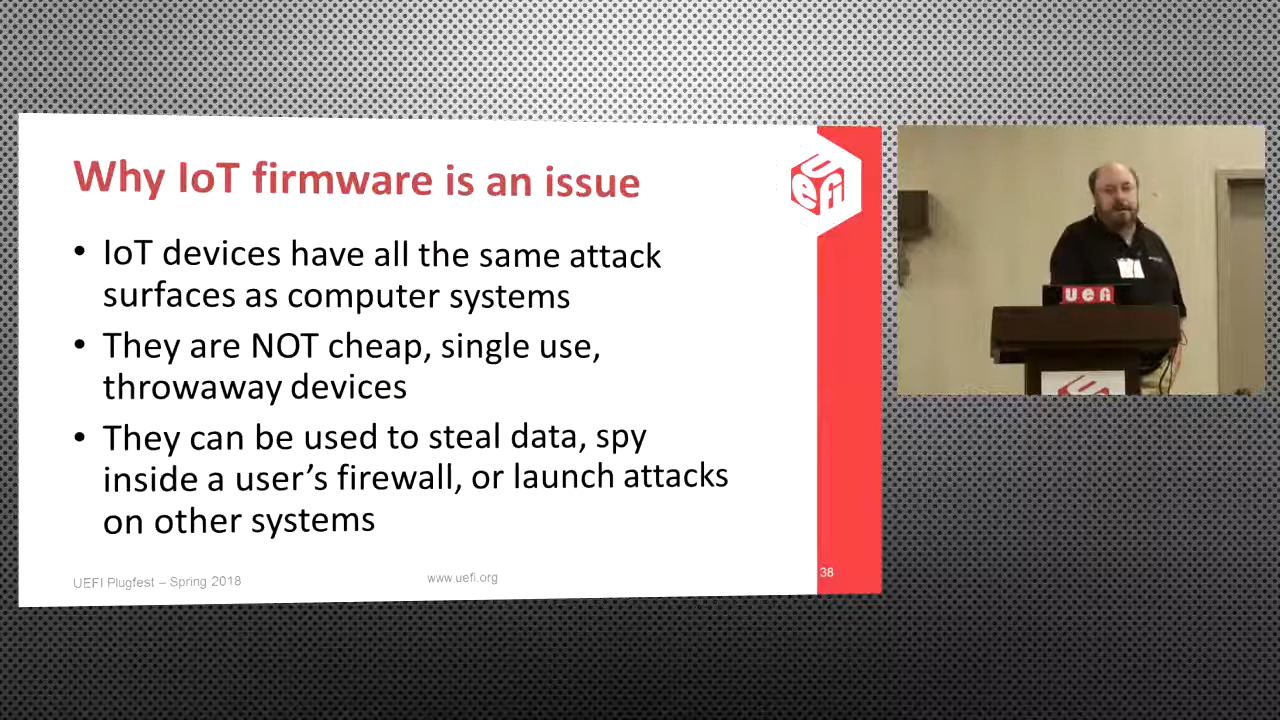 Why IoT firmware is an issue
• IoT devices have all the same attack
surfaces as computer systems
• They are NOT cheap, single use,
throwaway devices
• They can be used to steal data, spy
inside a user’s firewall, or launch attacks
on other systems
UEFI Plugfest – Spring 2018
www.uefi.org
38
UEFI
UEFI